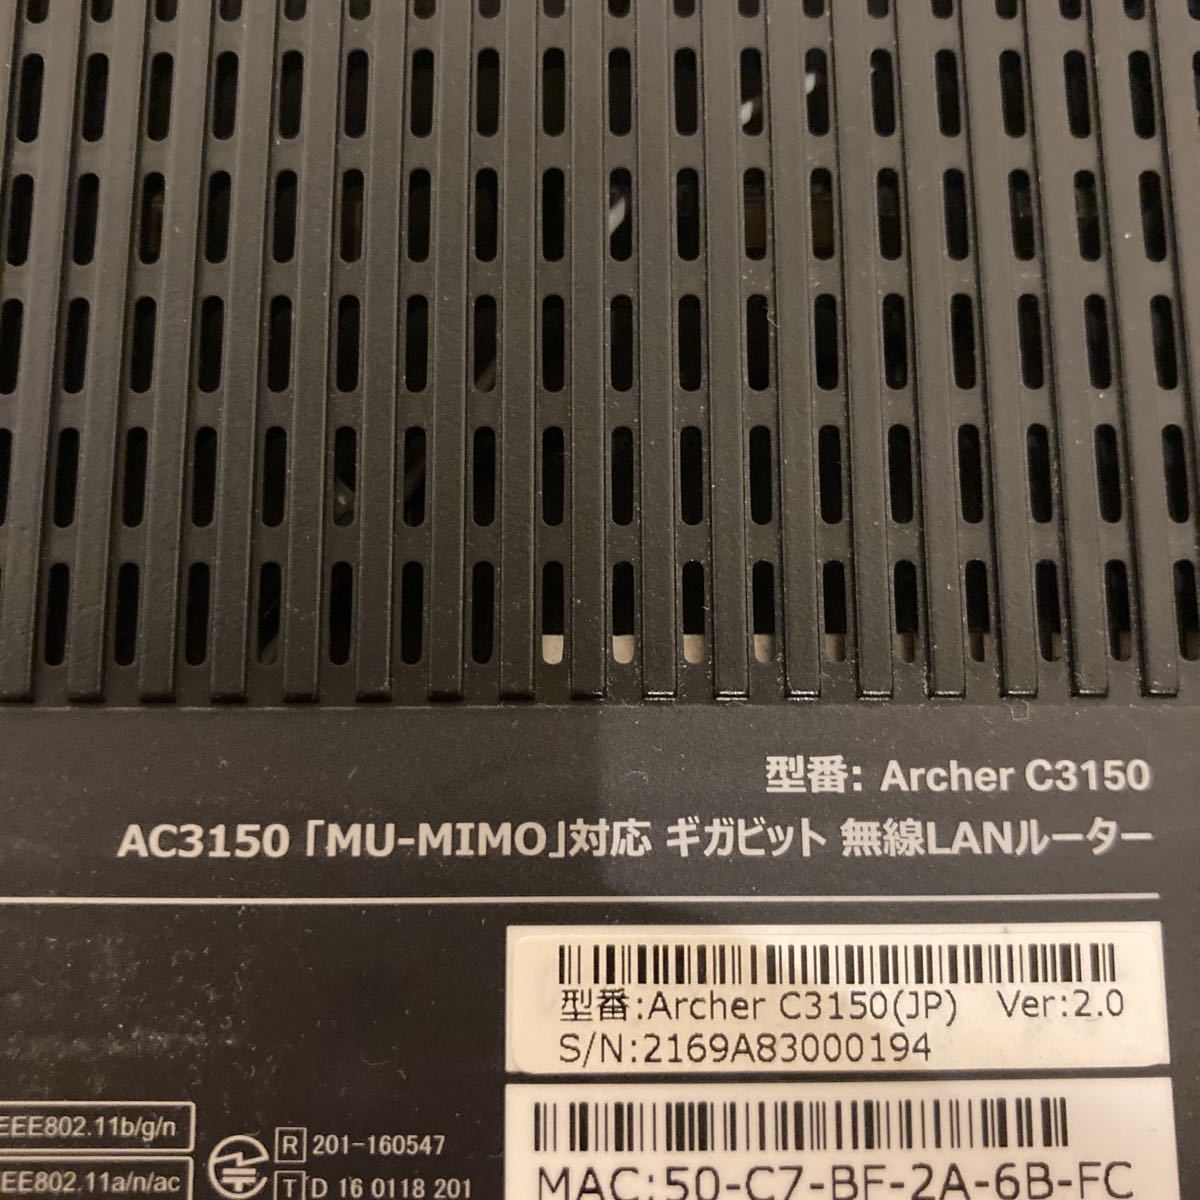 型番: Archer C3150
AC3150「MU-MIMO」対応 ギガビット 無線LANルーター
型番:Archer C3150(JP) Ver:2.0
S/N:2169A83000194
MAC:50-C7-BF-2A-6B-FC
EEE802.11b/g/n
EE802.11a/n/ac
R 201-160547
T D 16 0118 201